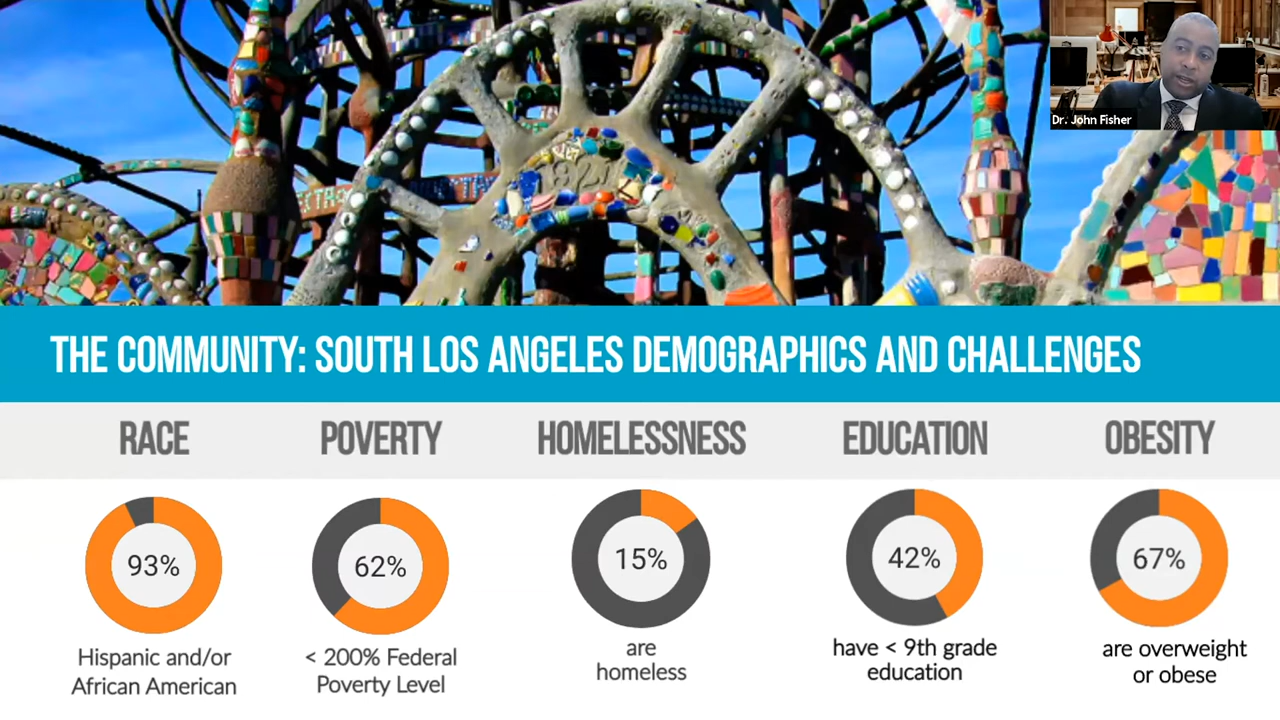 Dr. John Fisher
1821
THE COMMUNITY: SOUTH LOS ANGELES DEMOGRAPHICS AND CHALLENGES
RACE
POVERTY
HOMELESSNESS
EDUCATION
OBESITY
93%
62%
15%
42%
67%
Hispanic and/or
African American
< 200% Federal
Poverty Level
are
homeless
have < 9th grade
education
are overweight
or obese